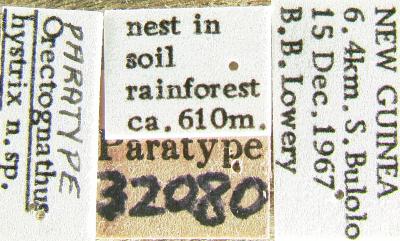 PARATYPE
Orectognathus
hystrix n.sp.
nest in
soil
rainforest
ca. 610m.
Paratype
32080
NEW GUINEA
6.4km. S. Bulolo
15 Dec. 1967
B.B. Lowery